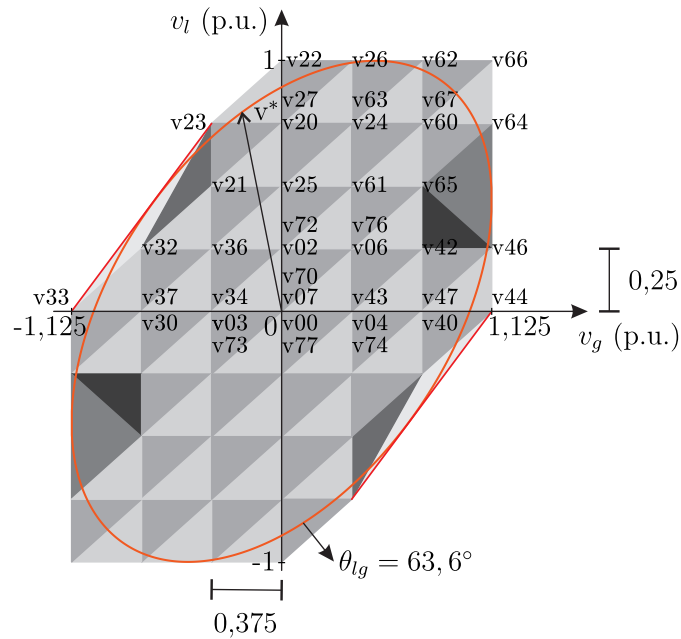 v_l (p.u.)
1 v22 v26 v62 v66
v27 v63 v67
v* 
v23 v20 v24 v60 v64
v21 v25 v61 v65
v72 v76
v32 v36 v02 v06 v42 v46
v70
0,25
v33 v37 v34 v07 v43 v47 v44
-1,125 v30 v03 0 v00 v04 v40 1,125
v73 v77 v74
v_g (p.u.)
-1
θ_lg = 63,6°
0,375